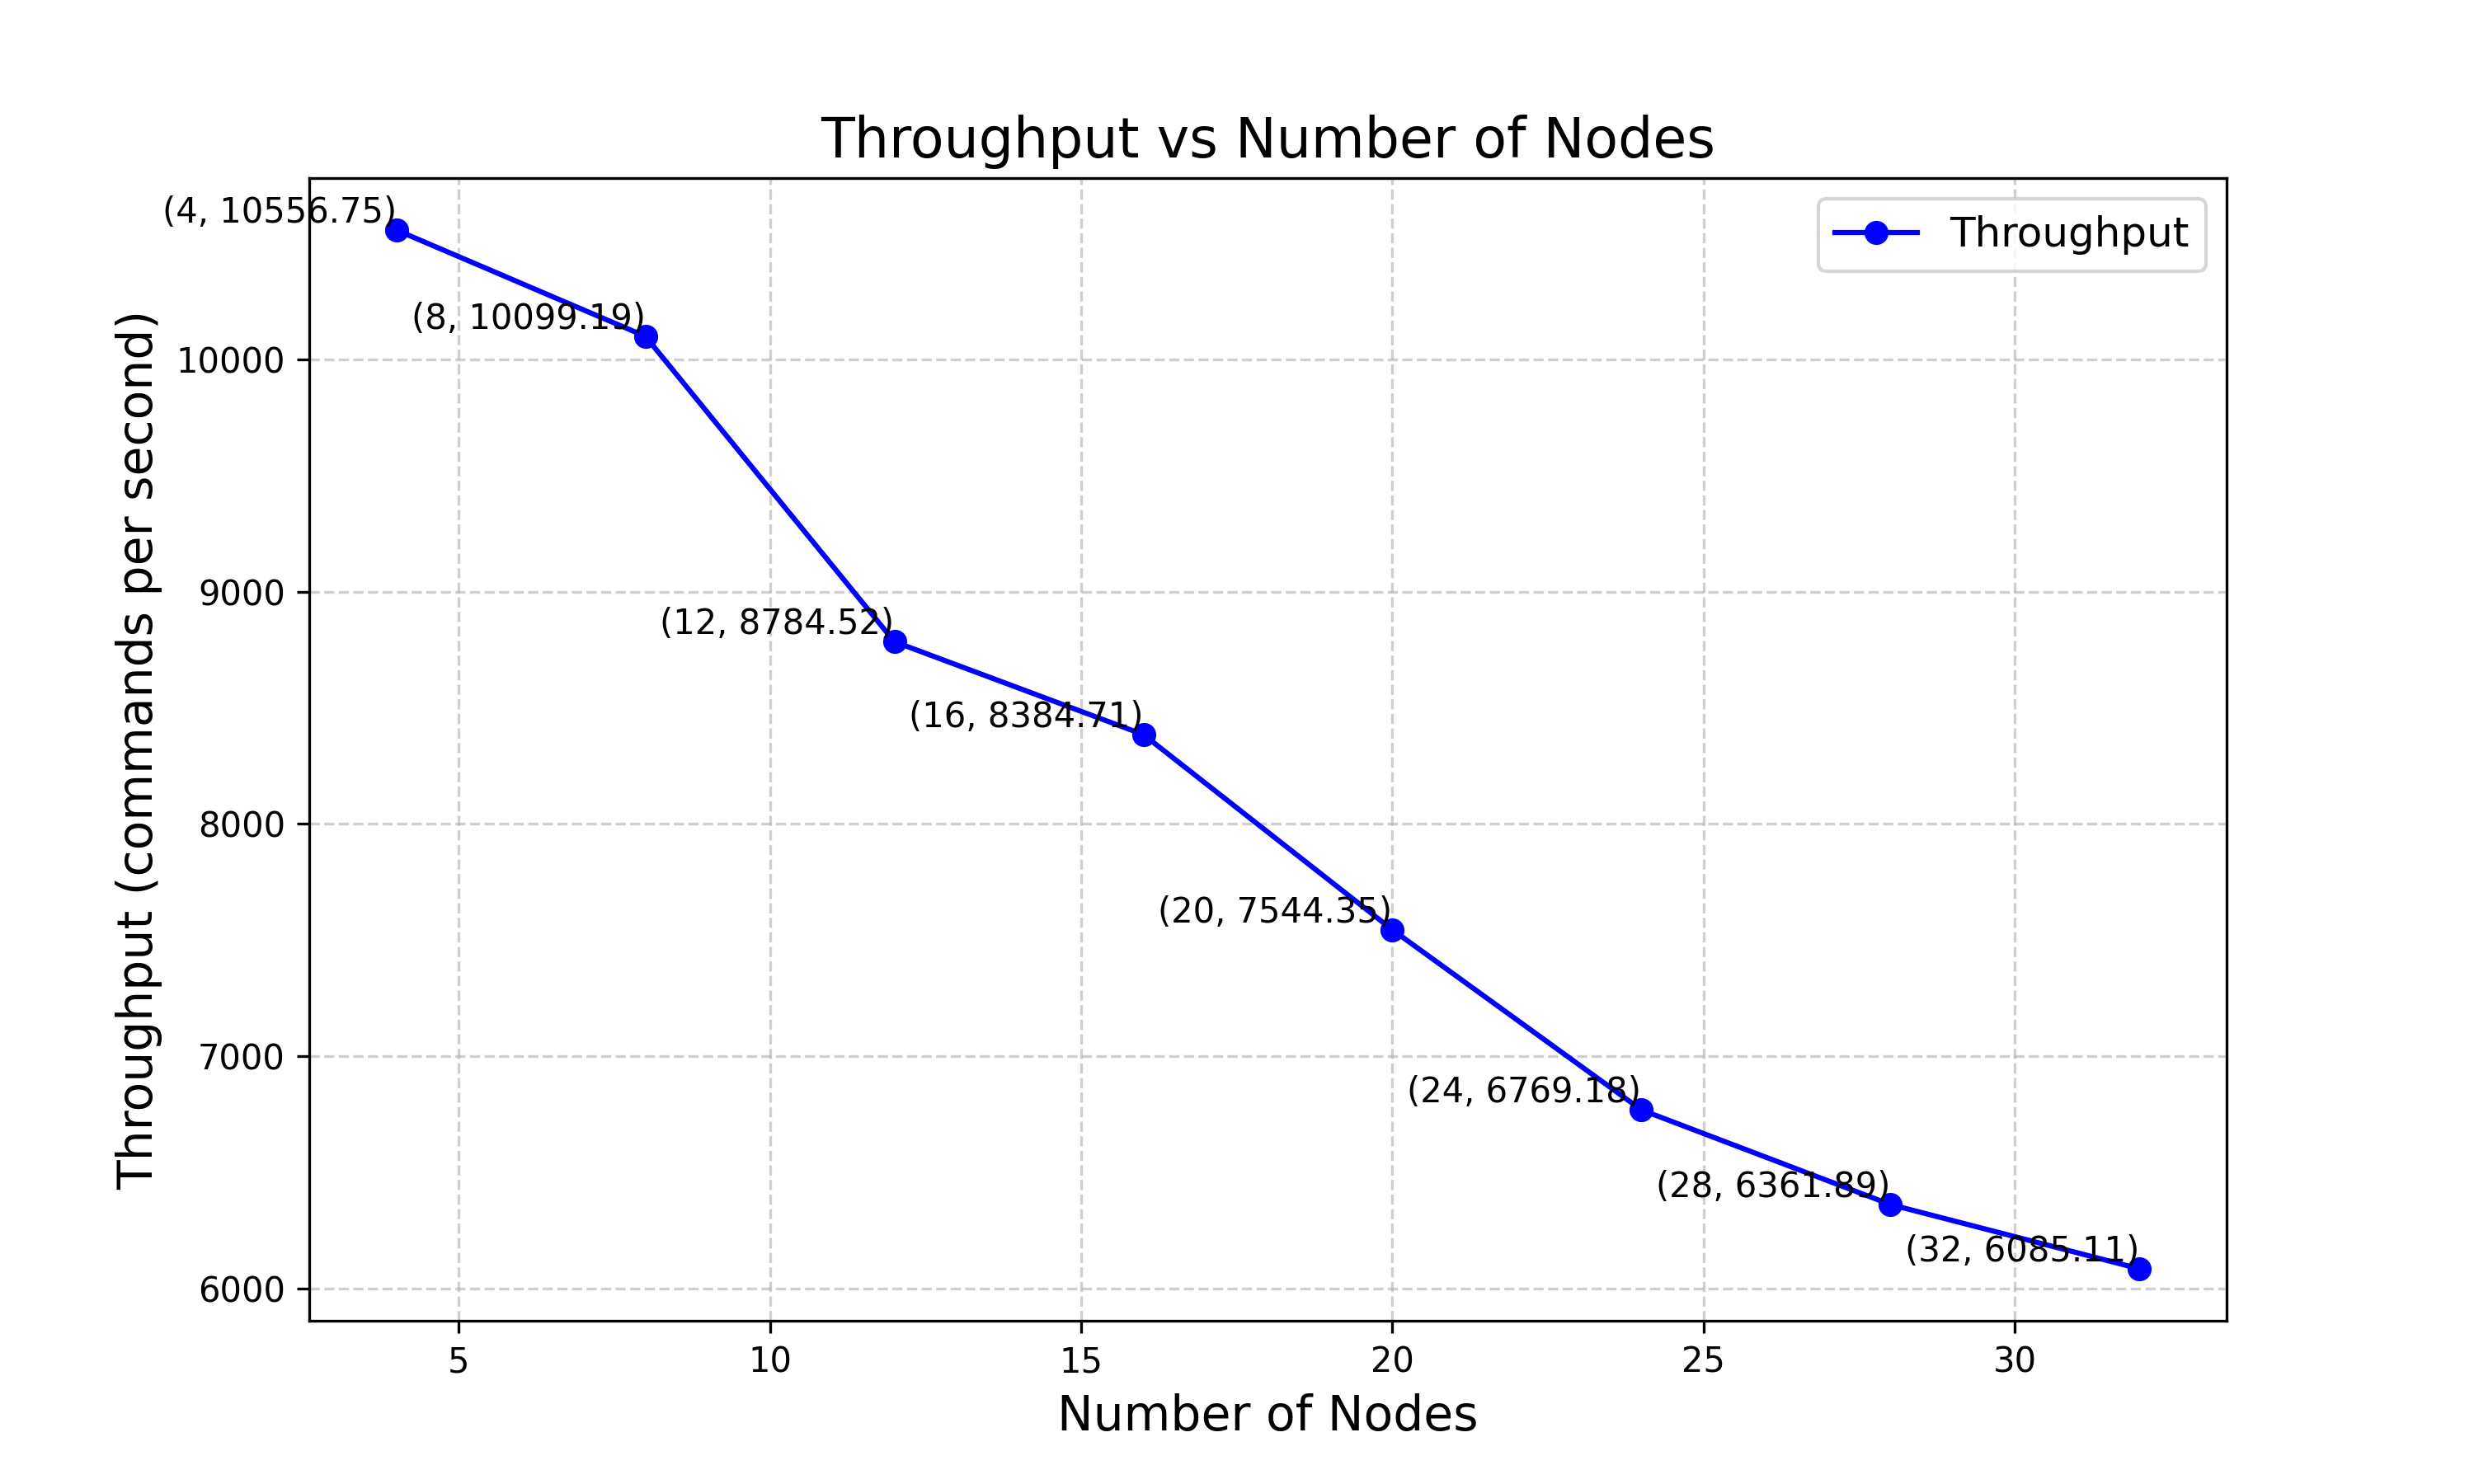 Throughput vs Number of Nodes
Throughput
(4, 10556.75)
(8, 10099.19)
(12, 8784.52)
(16, 8384.71)
(20, 7544.35)
(24, 6769.18)
(28, 6361.89)
(32, 6085.11)
Throughput (commands per second)
10000
9000
8000
7000
6000
5 10 15 20 25 30
Number of Nodes